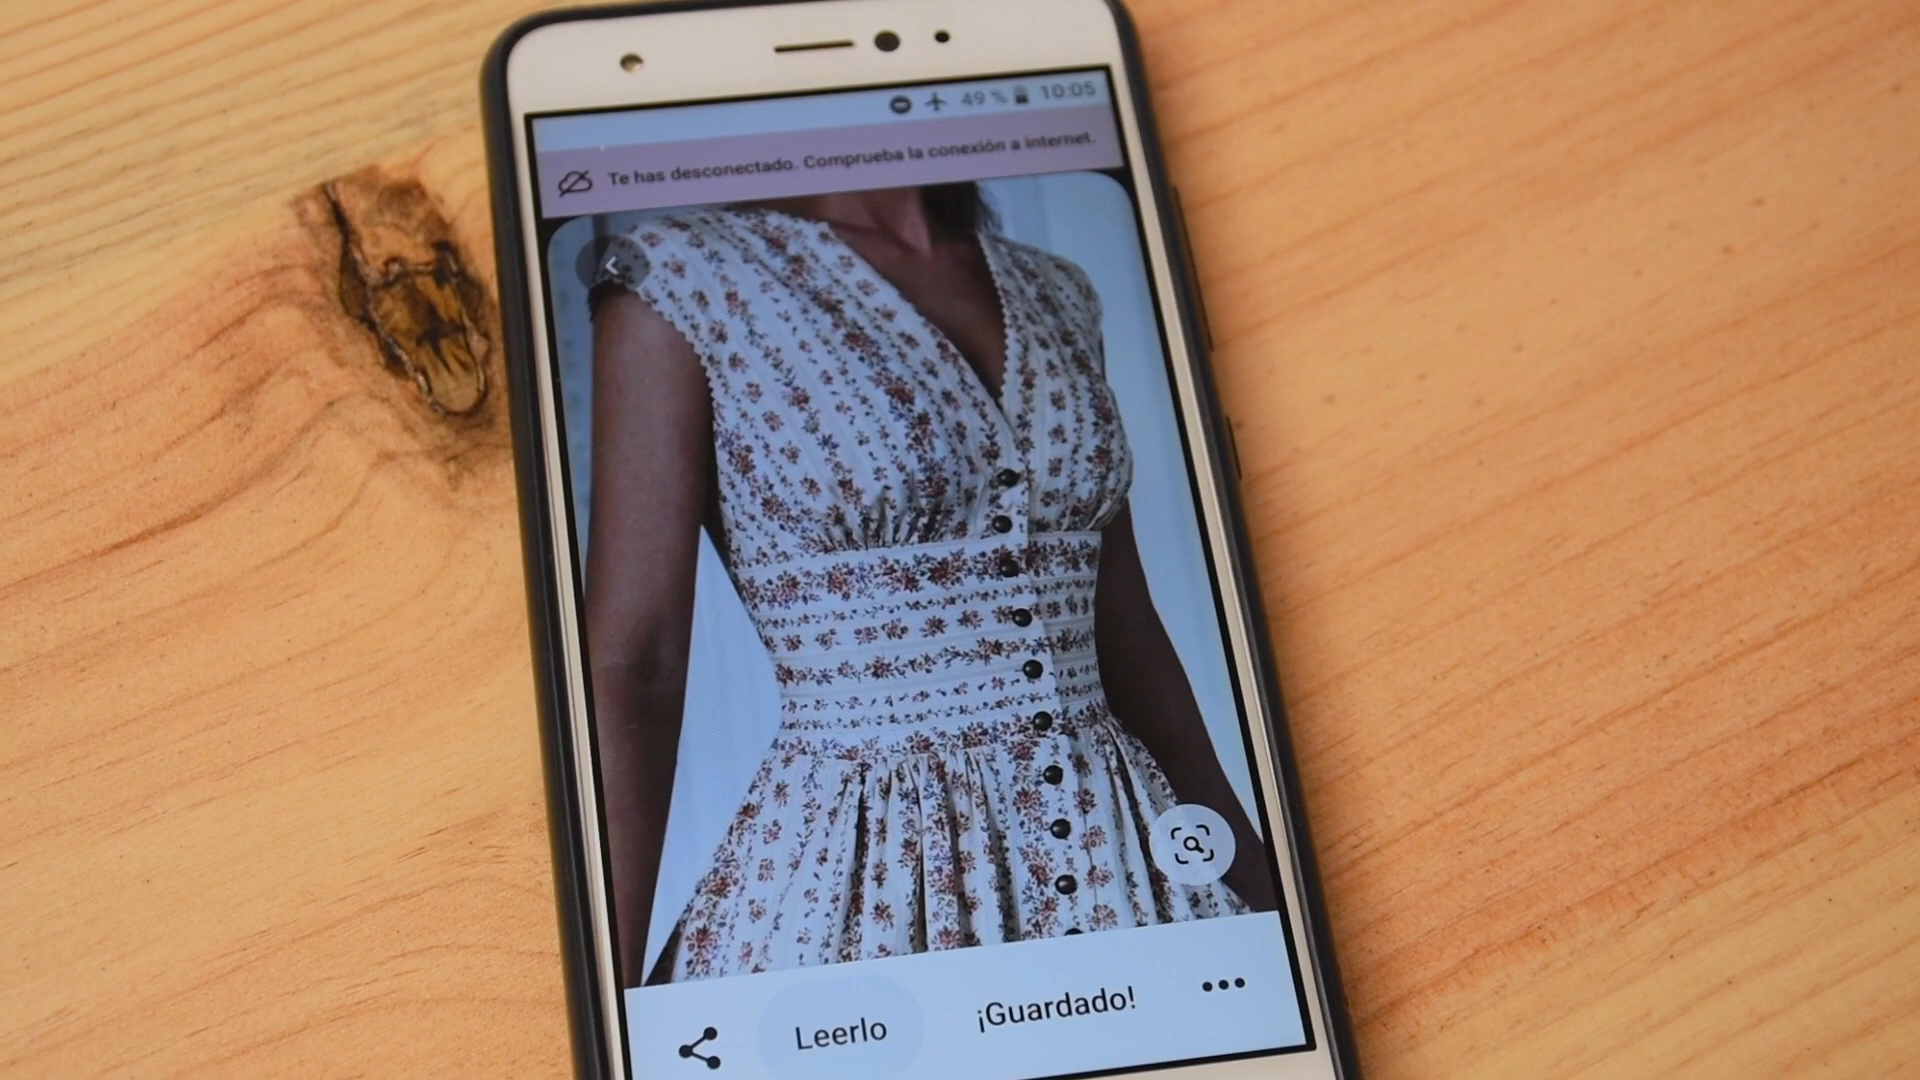 49 % 10:05
Te has desconectado. Comprueba la conexión a internet.
Leerlo
¡Guardado!